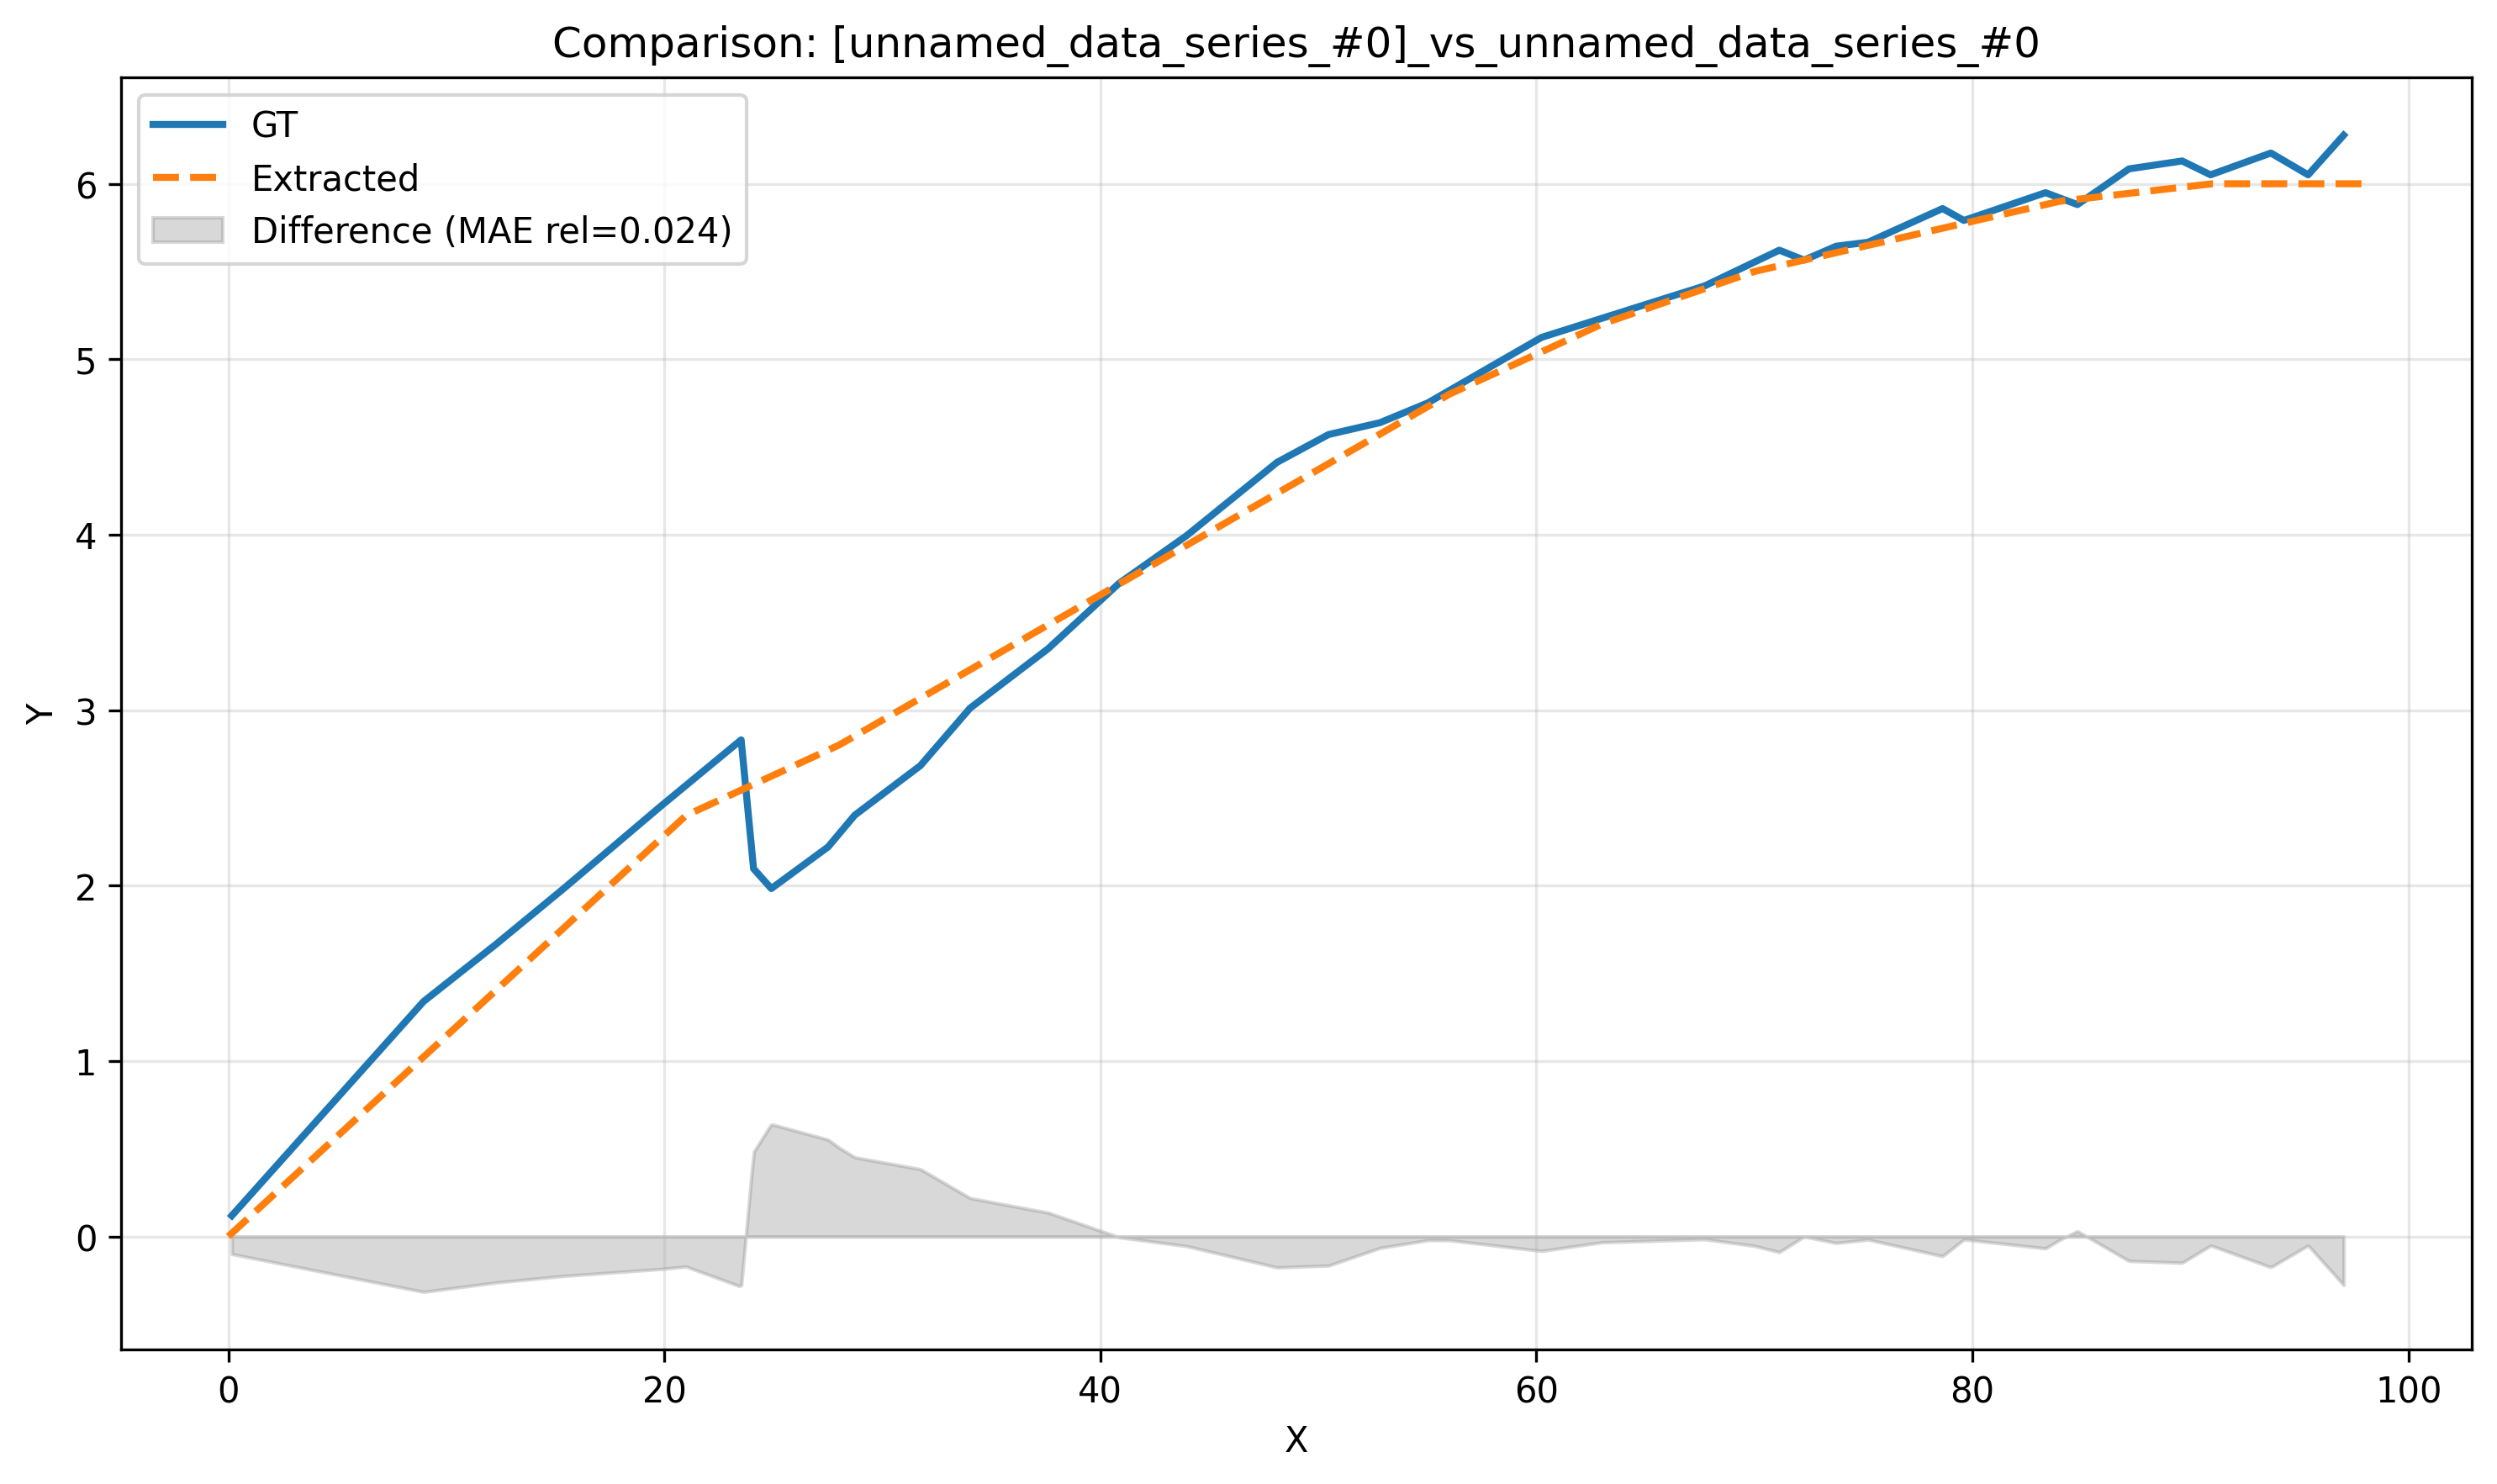 Comparison: [unnamed_data_series_#0]_vs_unnamed_data_series_#0
GT
Extracted
Difference (MAE rel=0.024)
Y
6
5
4
3
2
1
0
0 20 40 60 80 100
X